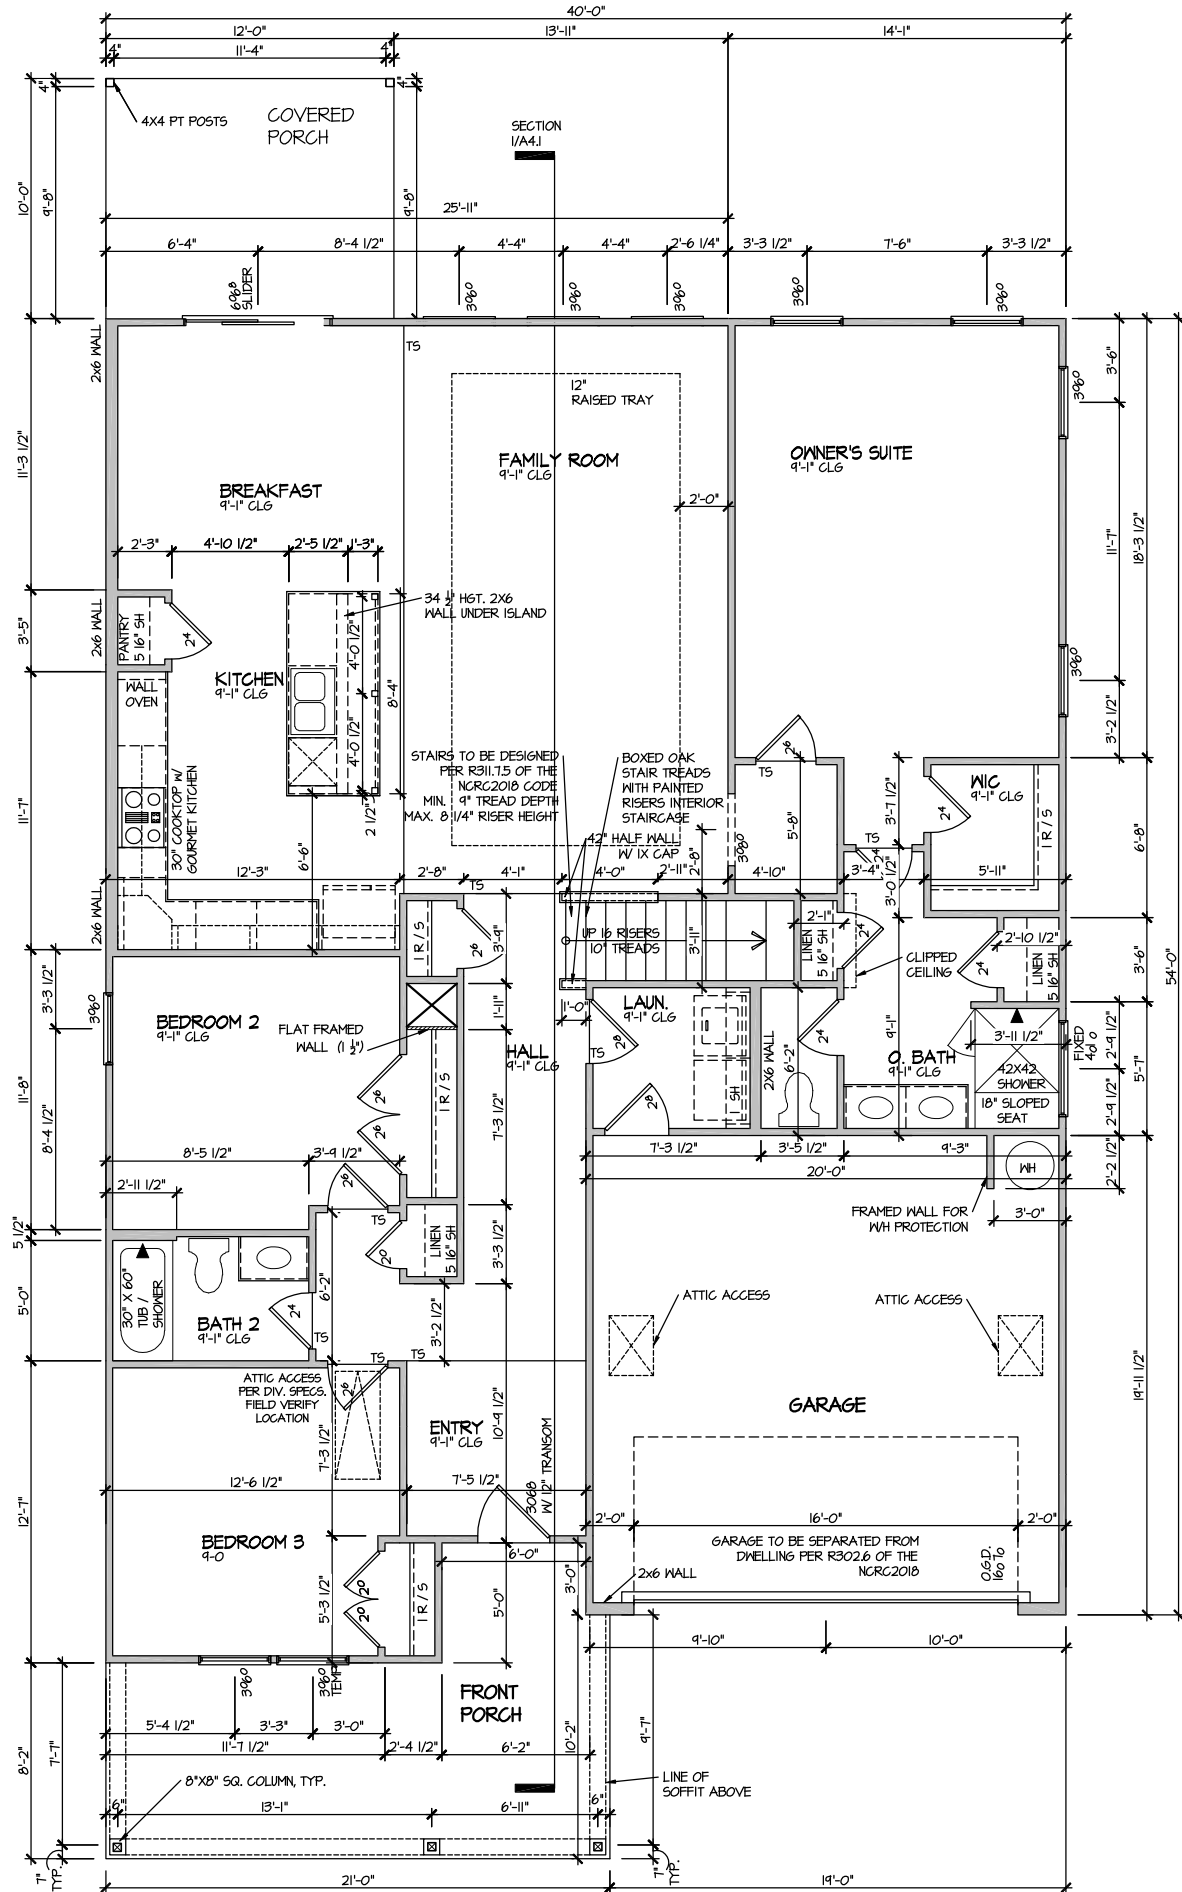 40'-0"
12'-0"
13'-11"
14'-1"
4"
11'-4"
4"
4"
4"
4X4 PT POSTS
COVERED
PORCH
SECTION
1/A4.1
10'-0"
9'-8"
9'-8"
25'-11"
6'-4"
8'-4 1/2"
4'-4"
4'-4"
2'-6 1/4"
3'-3 1/2"
7'-6"
3'-3 1/2"
6068
SLIDER
3060
3060
3060
3060
3060
2x6 WALL
TS
12"
RAISED TRAY
3'-6"
3060
11'-3 1/2"
FAMILY ROOM
9'-1" CLG
OWNER'S SUITE
9'-1" CLG
BREAKFAST
9'-1" CLG
2'-0"
2'-3"
4'-10 1/2"
2'-5 1/2"
1'-3"
11'-7"
18'-3 1/2"
34 1/2" HGT. 2X6
WALL UNDER ISLAND
3'-5"
2x6 WALL
PANTRY
5 16" SH
24
4'-0 1/2"
8'-4"
KITCHEN
9'-1" CLG
WALL
OVEN
4'-0 1/2"
3060
3'-2 1/2"
54'-0"
STAIRS TO BE DESIGNED
PER R311.7.5 OF THE
NCRC2018 CODE
MIN. 9" TREAD DEPTH
MAX. 8 1/4" RISER HEIGHT
BOXED OAK
STAIR TREADS
WITH PAINTED
RISERS INTERIOR
STAIRCASE
26
TS
WIC
9'-1" CLG
24
1 R / S
11'-7"
30" COOKTOP W/
GOURMET KITCHEN
2 1/2"
6'-6"
42" HALF WALL
W/ 1X CAP
2'-8"
3080
5'-8"
3'-7 1/2"
TS
24
6'-8"
12'-3"
2'-8"
TS
4'-1"
4'-0"
2'-11"
4'-10"
3'-4"
3'-0 1/2"
5'-11"
2x6 WALL
1 R / S
26
3'-9"
UP 16 RISERS
10" TREADS
3'-11"
2'-1"
LINEN
5 16" SH
24
CLIPPED
CEILING
24
2'-10 1/2"
LINEN
5 16" SH
3'-6"
3'-3 1/2"
3060
BEDROOM 2
9'-1" CLG
FLAT FRAMED
WALL (1 1/2")
1'-11"
1'-0"
LAUN.
9'-1" CLG
HALL
9'-1" CLG
TS
28
28
1 SH
2X6 WALL
6'-2"
24
9'-1"
O. BATH
9'-1" CLG
3'-11 1/2"
42X42
SHOWER
18" SLOPED
SEAT
FIXED
4010
2'-9 1/2"
2'-9 1/2"
5'-7"
11'-8"
8'-4 1/2"
26
26
1 R / S
7'-3 1/2"
8'-5 1/2"
3'-9 1/2"
7'-3 1/2"
3'-5 1/2"
9'-3"
20'-0"
WH
2'-2 1/2"
2'-11 1/2"
26
TS
FRAMED WALL FOR
W/H PROTECTION
3'-0"
5 1/2"
20
LINEN
5 16" SH
3'-3 1/2"
5'-0"
30" X 60"
TUB /
SHOWER
BATH 2
9'-1" CLG
24
6'-2"
TS
3'-2 1/2"
ATTIC ACCESS
ATTIC ACCESS
TS
TS
ATTIC ACCESS
PER DIV. SPECS.
FIELD VERIFY
LOCATION
26
GARAGE
19'-11 1/2"
ENTRY
9'-1" CLG
7'-3 1/2"
10'-9 1/2"
12'-6 1/2"
7'-5 1/2"
3068
W/ 12" TRANSOM
12'-7"
2'-0"
16'-0"
2'-0"
BEDROOM 3
9-0
GARAGE TO BE SEPARATED FROM
DWELLING PER R302.6 OF THE
NCRC2018
O.G.D.
16070
6'-0"
3'-0"
2x6 WALL
20
20
5'-3 1/2"
1 R / S
5'-0"
9'-10"
10'-0"
3060
3060
TEMP
FRONT
PORCH
5'-4 1/2"
3'-3"
3'-0"
11'-7 1/2"
2'-4 1/2"
6'-2"
10'-2"
9'-7"
8'-2"
7'-7"
8"X8" SQ. COLUMN, TYP.
LINE OF
SOFFIT ABOVE
6"
13'-1"
6'-11"
6"
7"
TYP.
7"
TYP.
21'-0"
19'-0"